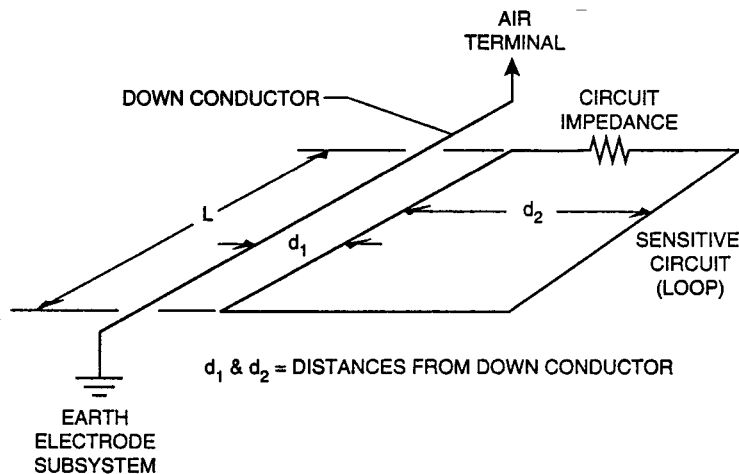 AIR
TERMINAL
DOWN CONDUCTOR
CIRCUIT
IMPEDANCE
L
d1
d2
SENSITIVE
CIRCUIT
(LOOP)
d1 & d2 = DISTANCES FROM DOWN CONDUCTOR
EARTH
ELECTRODE
SUBSYSTEM